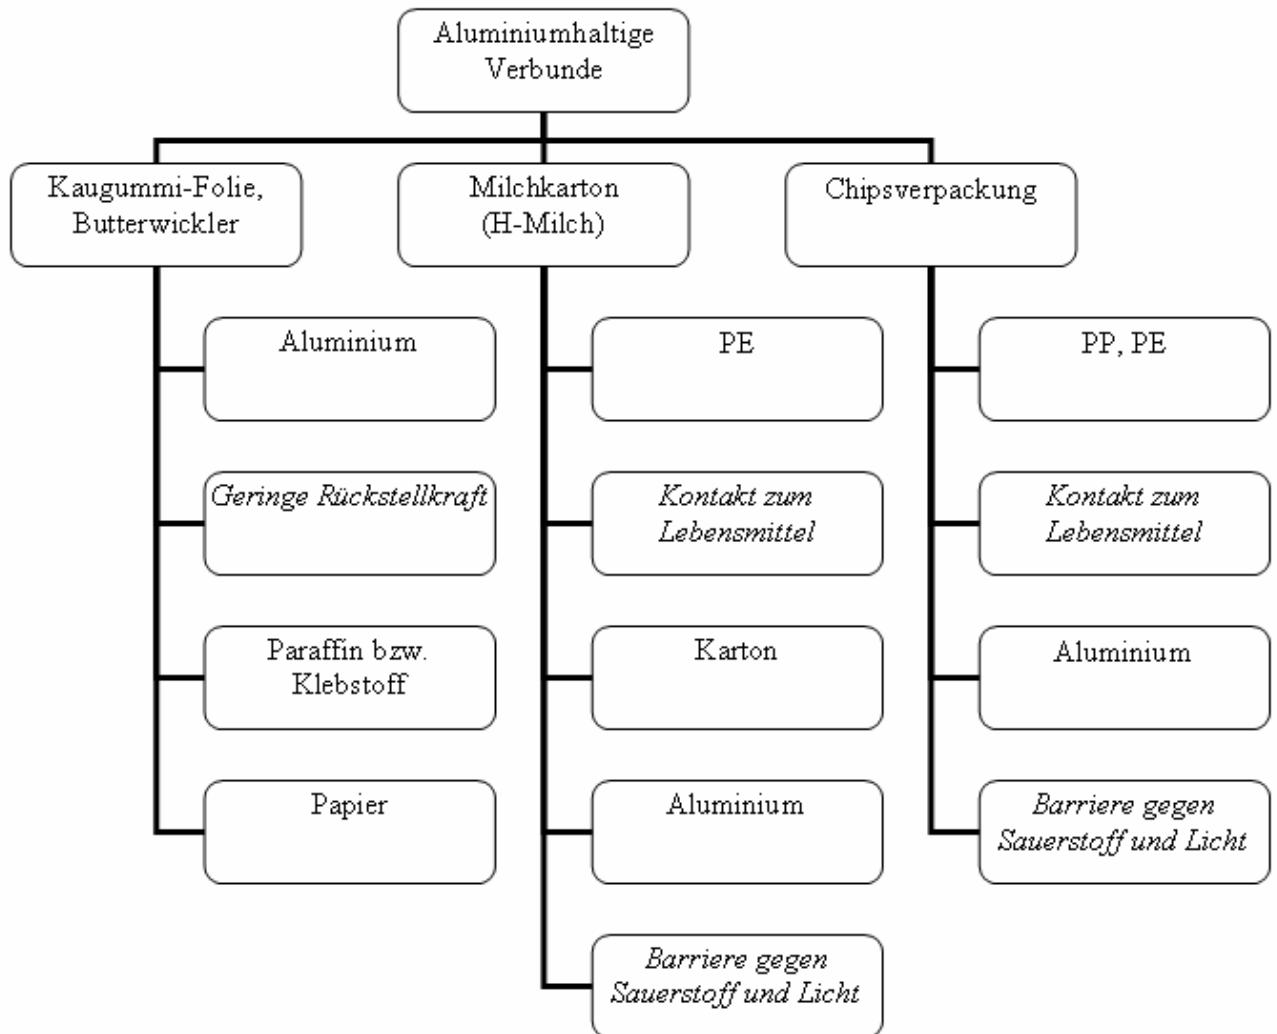 Aluminiumhaltige
Verbunde
Kaugummi-Folie,
Butterwickler
Milchkarton
(H-Milch)
Chipsverpackung
Aluminium
PE
PP, PE
Geringe Rückstellkraft
Kontakt zum
Lebensmittel
Kontakt zum
Lebensmittel
Paraffin bzw.
Klebstoff
Karton
Aluminium
Papier
Aluminium
Barriere gegen
Sauerstoff und Licht
Barriere gegen
Sauerstoff und Licht